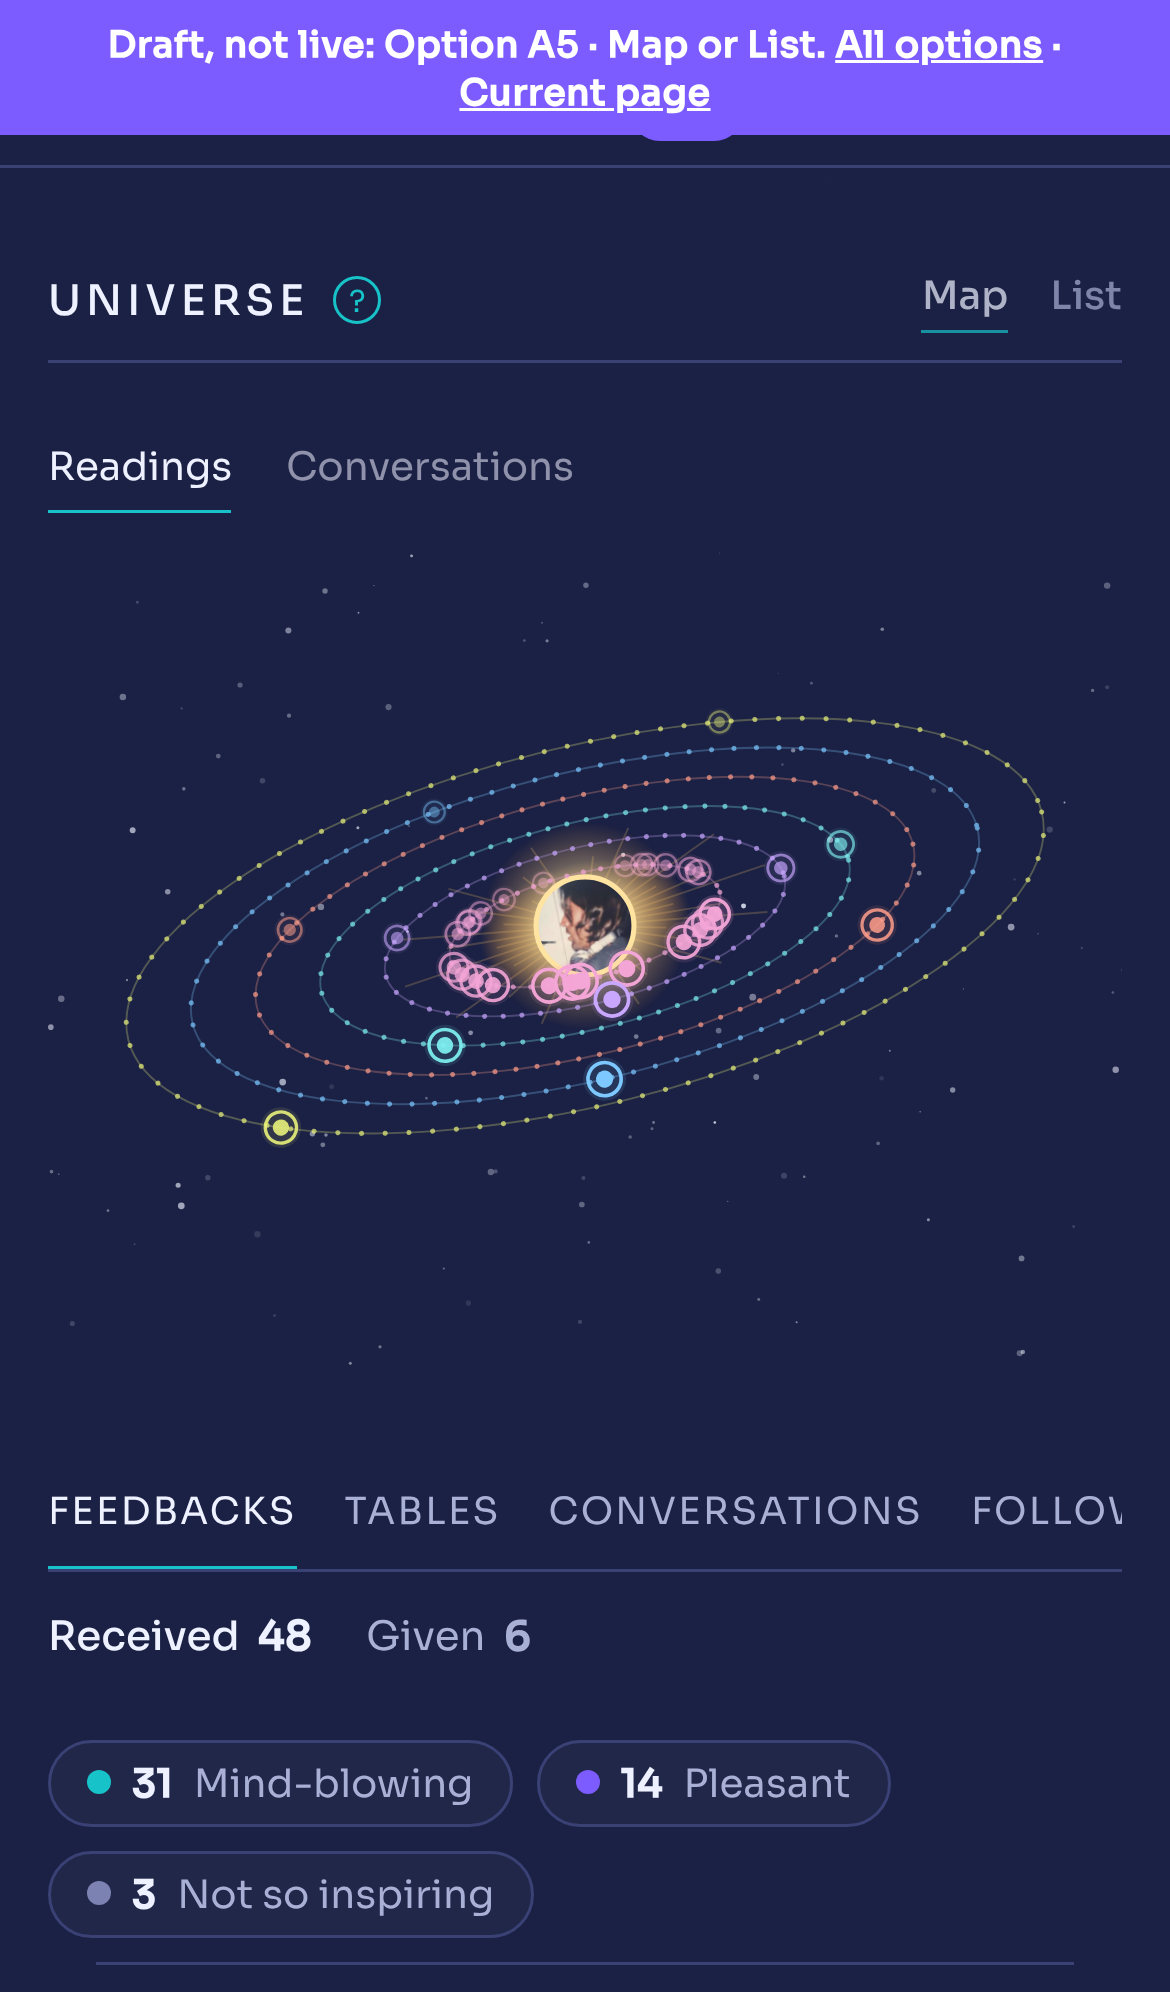 Draft, not live: Option A5 · Map or List. All options ·
Current page
UNIVERSE ? Map List
Readings Conversations
FEEDBACKS TABLES CONVERSATIONS FOLLOW
Received 48 Given 6
31 Mind-blowing 14 Pleasant
3 Not so inspiring